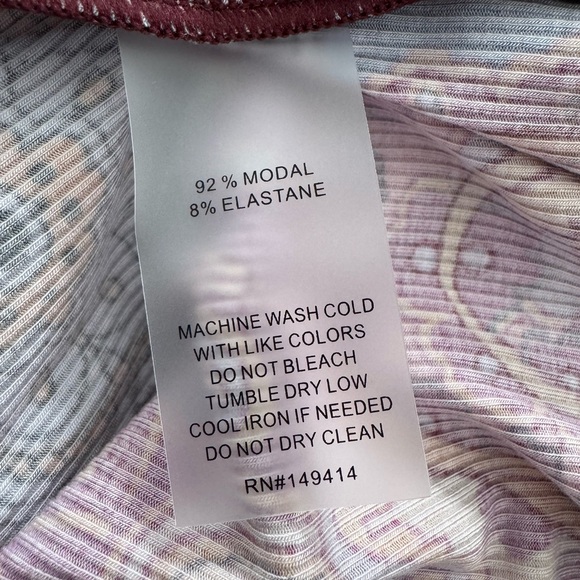 92 % MODAL
8% ELASTANE
MACHINE WASH COLD
WITH LIKE COLORS
DO NOT BLEACH
TUMBLE DRY LOW
COOL IRON IF NEEDED
DO NOT DRY CLEAN
RN#149414